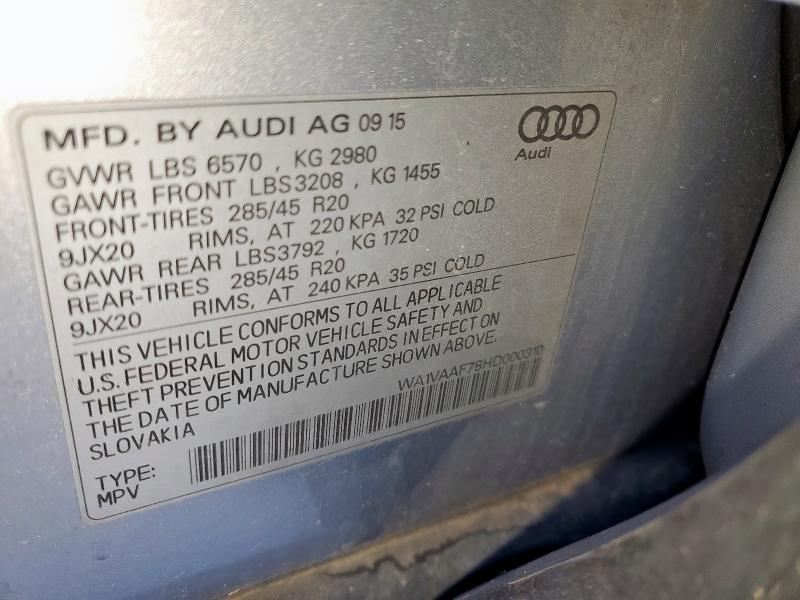 MFD. BY AUDI AG 09 15
Audi
GVWR LBS 6570 , KG 2980
GAWR FRONT LBS3208 , KG 1455
FRONT-TIRES 285/45 R20
9JX20 RIMS, AT 220 KPA 32 PSI COLD
GAWR REAR LBS3792 , KG 1720
REAR-TIRES 285/45 R20
9JX20 RIMS, AT 240 KPA 35 PSI COLD
THIS VEHICLE CONFORMS TO ALL APPLICABLE
U.S. FEDERAL MOTOR VEHICLE SAFETY AND
THEFT PREVENTION STANDARDS IN EFFECT ON
THE DATE OF MANUFACTURE SHOWN ABOVE.
SLOVAKIA
WA1VAAF78HD000310
TYPE:
MPV